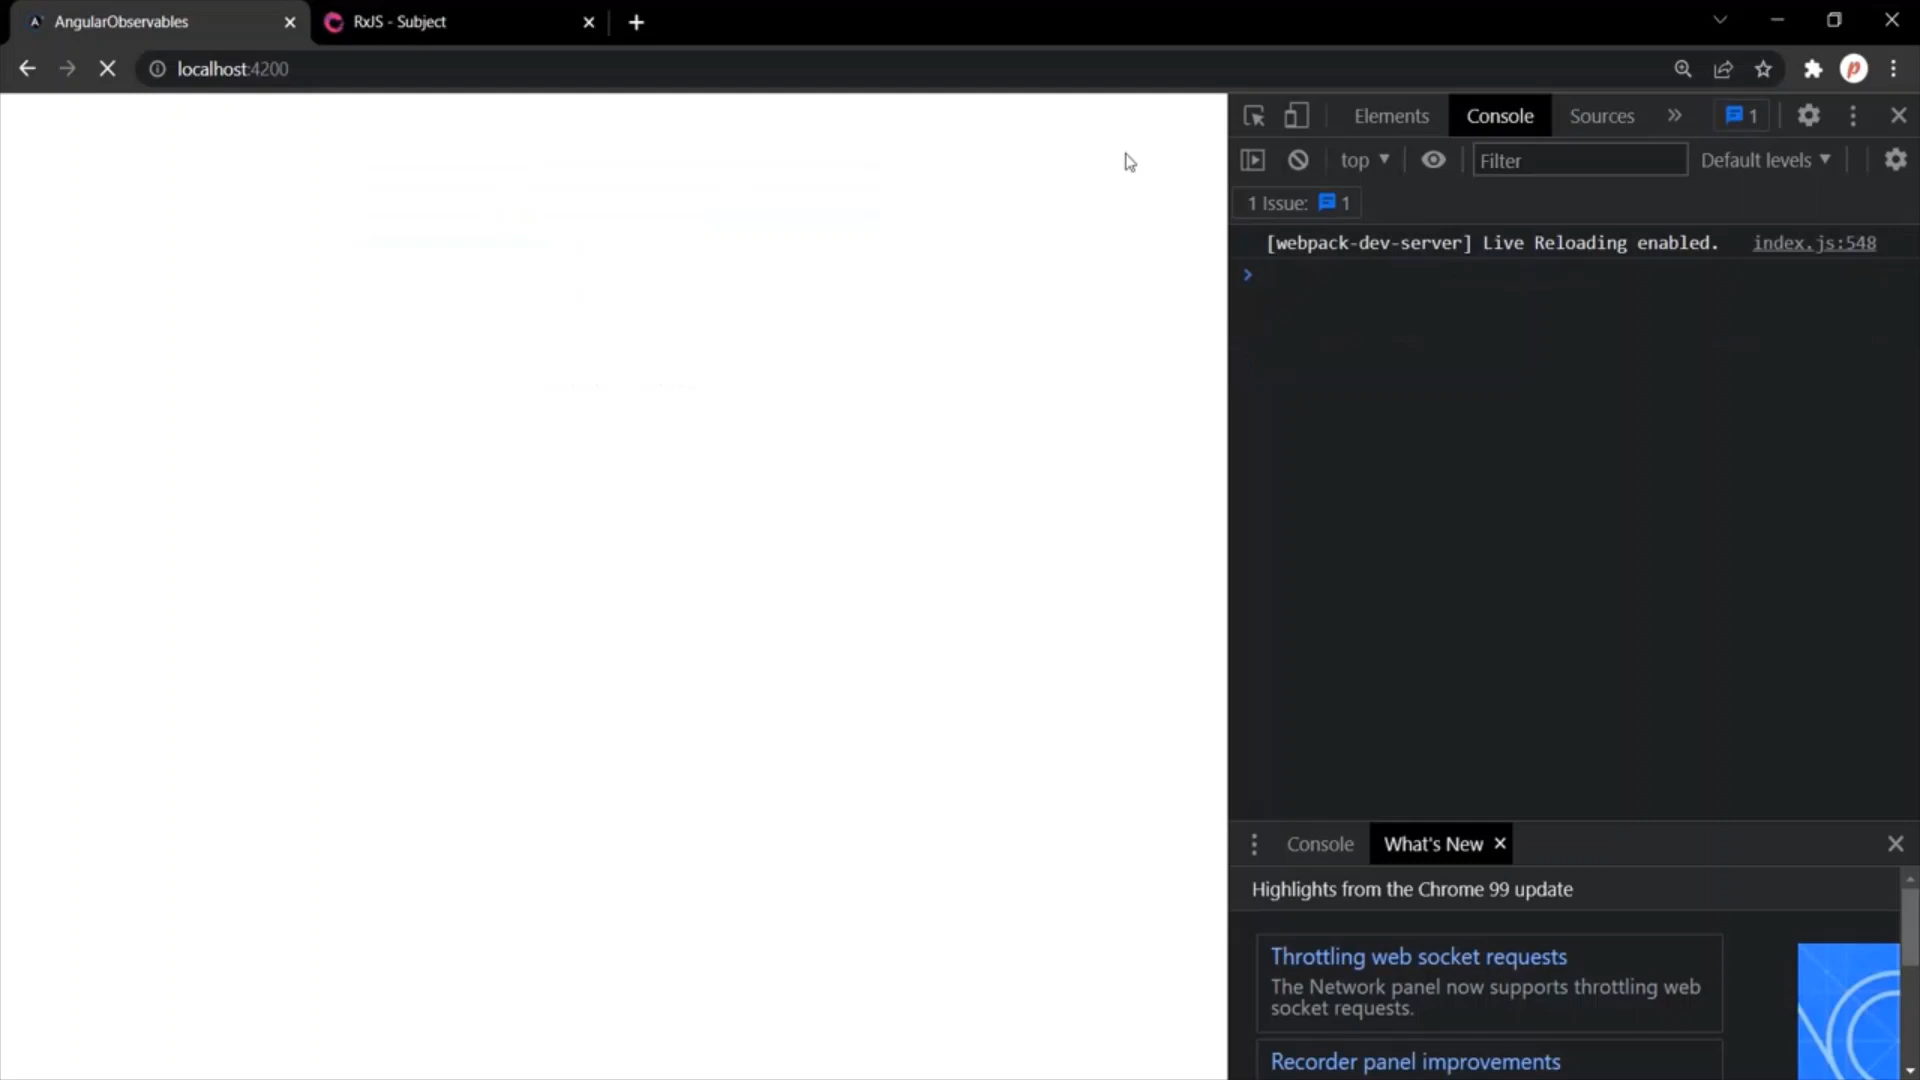 AngularObservables
RxJS - Subject
localhost:4200
Elements
Console
Sources
1
top
Filter
Default levels
1 Issue: 1
[webpack-dev-server] Live Reloading enabled.
index.js:548
Console
What's New
Highlights from the Chrome 99 update
Throttling web socket requests
The Network panel now supports throttling web
socket requests.
Recorder panel improvements